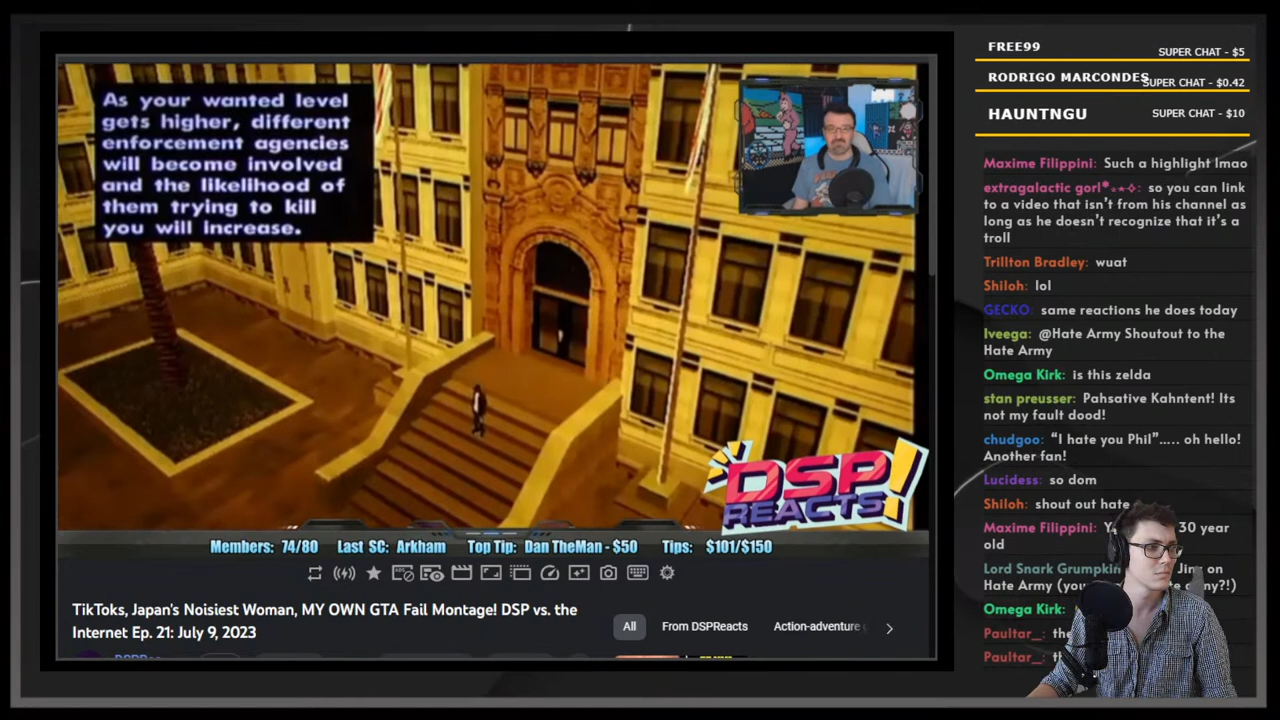 As your wanted level
gets higher, different
enforcement agencies
will become involved
and the likelihood of
them trying to kill
you will increase.
DSP
REACTS!
Members: 74/80 Last SC: Arkham Top Tip: Dan TheMan - $50 Tips: $101/$150
TikToks, Japan's Noisiest Woman, MY OWN GTA Fail Montage! DSP vs. the
Internet Ep. 21: July 9, 2023
All From DSPReacts Action-adventure
FREE99 SUPER CHAT - $5
RODRIGO MARCONDES SUPER CHAT - $0.42
HAUNTNGU SUPER CHAT - $10
Maxime Filippini: Such a highlight lmao
extragalactic gorl*₊⋆✧: so you can link
to a video that isn't from his channel as
long as he doesn't recognize that it's a
troll
Trillton Bradley: wuat
Shiloh: lol
GECKO: same reactions he does today
Iveega: @Hate Army Shoutout to the
Hate Army
Omega Kirk: is this zelda
stan preusser: Pahsative Kahntent! Its
not my fault dood!
chudgoo: “I hate you Phil”..... oh hello!
Another fan!
Lucidess: so dom
Shiloh: shout out hate
Maxime Filippini: 30 year
old
Lord Snark Grumpkin on
Hate Army (you
Omega Kirk:
Paultar_:
Paultar_: